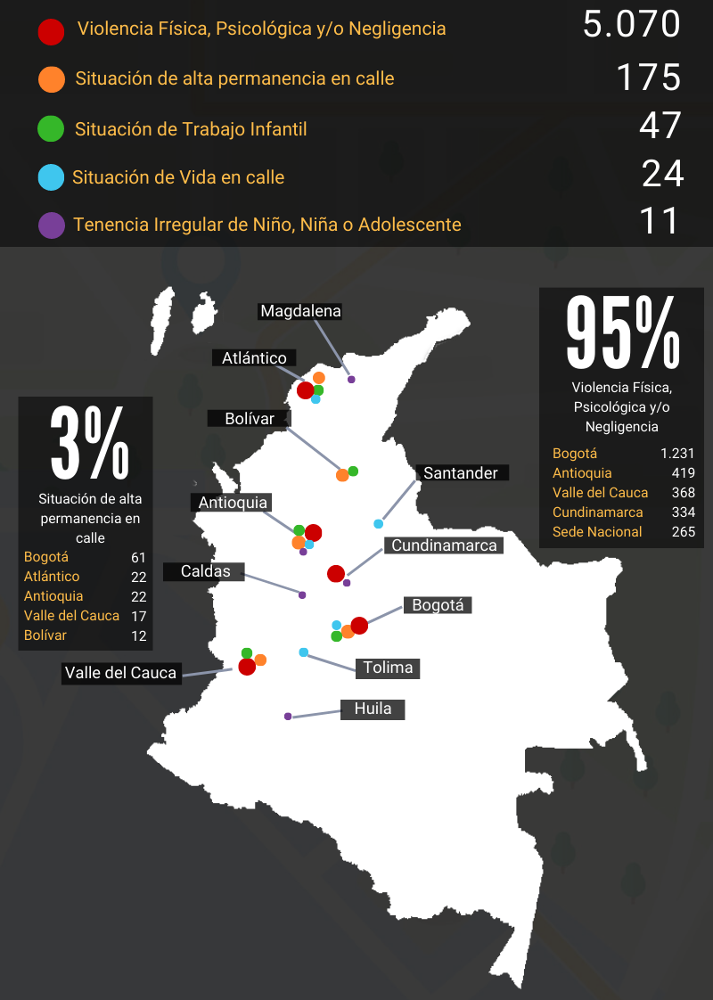 Violencia Física, Psicológica y/o Negligencia 5.070
Situación de alta permanencia en calle 175
Situación de Trabajo Infantil 47
Situación de Vida en calle 24
Tenencia Irregular de Niño, Niña o Adolescente 11
Magdalena
Atlántico
Bolívar
Santander
Antioquia
Cundinamarca
Caldas
Bogotá
Tolima
Valle del Cauca
Huila
95%
Violencia Física,
Psicológica y/o
Negligencia
Bogotá 1.231
Antioquia 419
Valle del Cauca 368
Cundinamarca 334
Sede Nacional 265
3%
Situación de alta
permanencia en
calle
Bogotá 61
Atlántico 22
Antioquia 22
Valle del Cauca 17
Bolívar 12